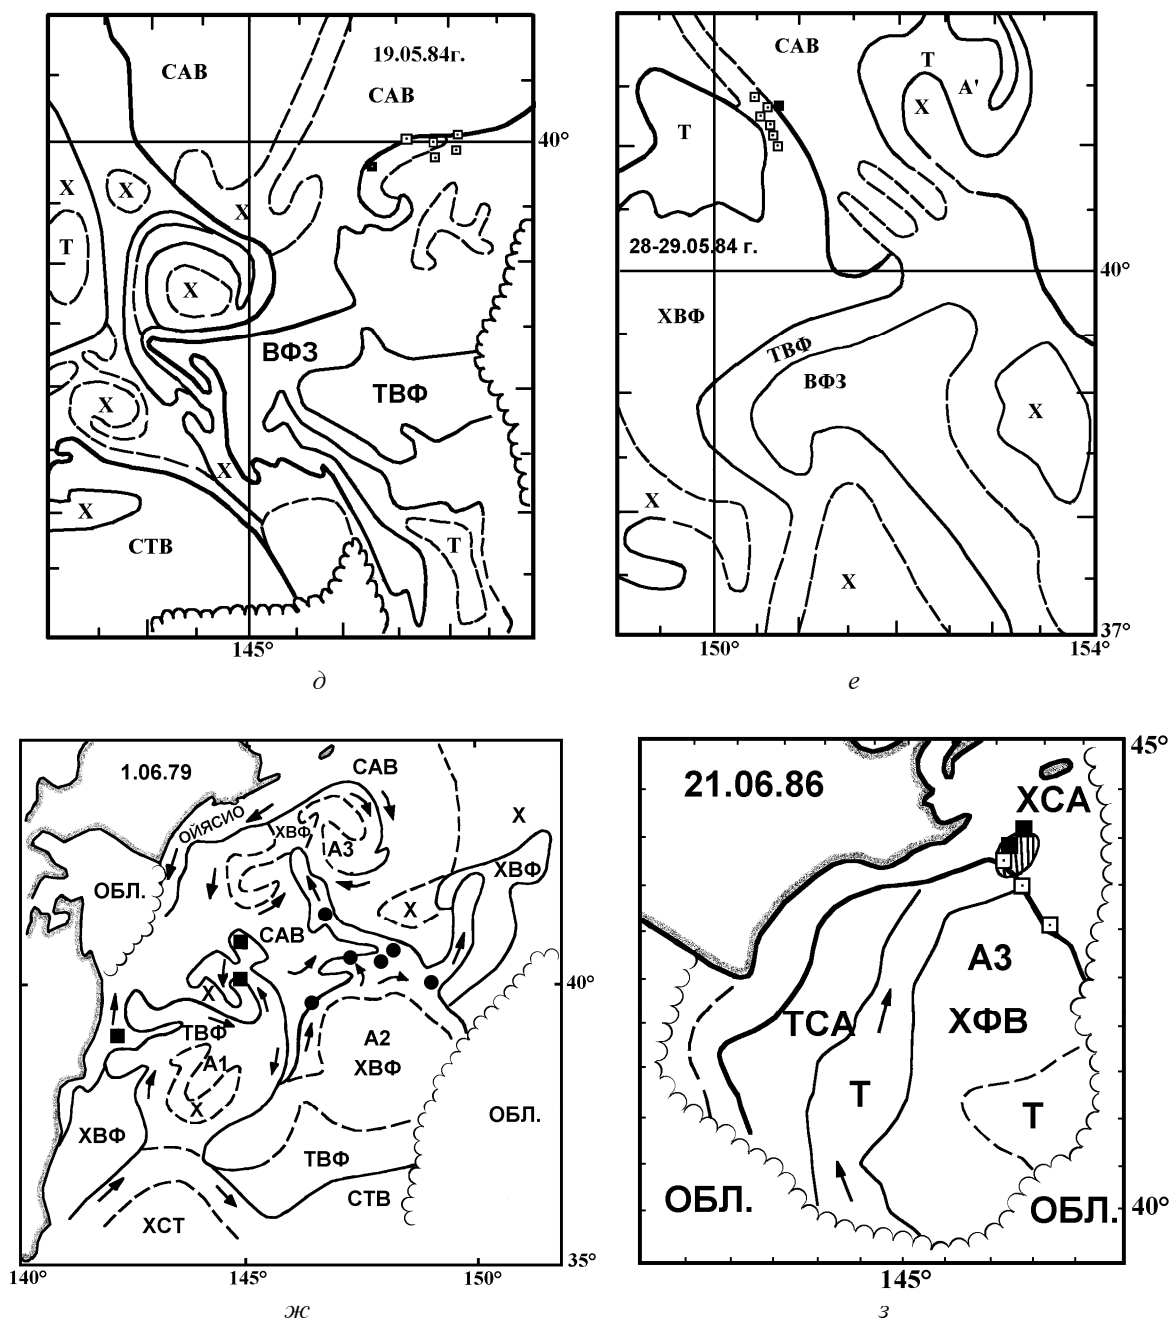 19.05.84г.
САВ
САВ
40°
Х
Х
Х
Т
Х
ВФЗ
ТВФ
Х
Х
Х
СТВ
Т
145°
д
САВ
Т
А'
Х
Т
28-29.05.84 г.
40°
ХВФ
ТВФ
ВФЗ
Х
Х
Х
37°
150°
154°
е
1.06.79
САВ
ОЙЯСИО
ХВФ
А3
Х
ХВФ
ОБЛ.
Х
САВ
40°
Х
ТВФ
А1
А2
ХВФ
Х
ОБЛ.
ХВФ
ТВФ
СТВ
ХСТ
35°
140°
145°
150°
ж
45°
21.06.86
ХСА
А3
ТСА
ХФВ
Т
Т
ОБЛ.
ОБЛ.
40°
145°
з